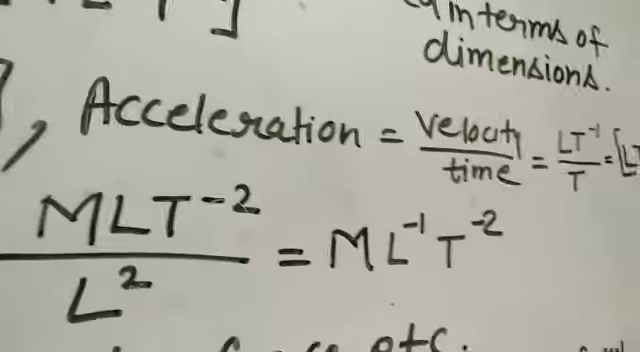 in terms of
dimensions.
, Acceleration = velocity/time = LT⁻¹/T = [LT
MLT⁻²/L² = ML⁻¹T⁻²
etc.